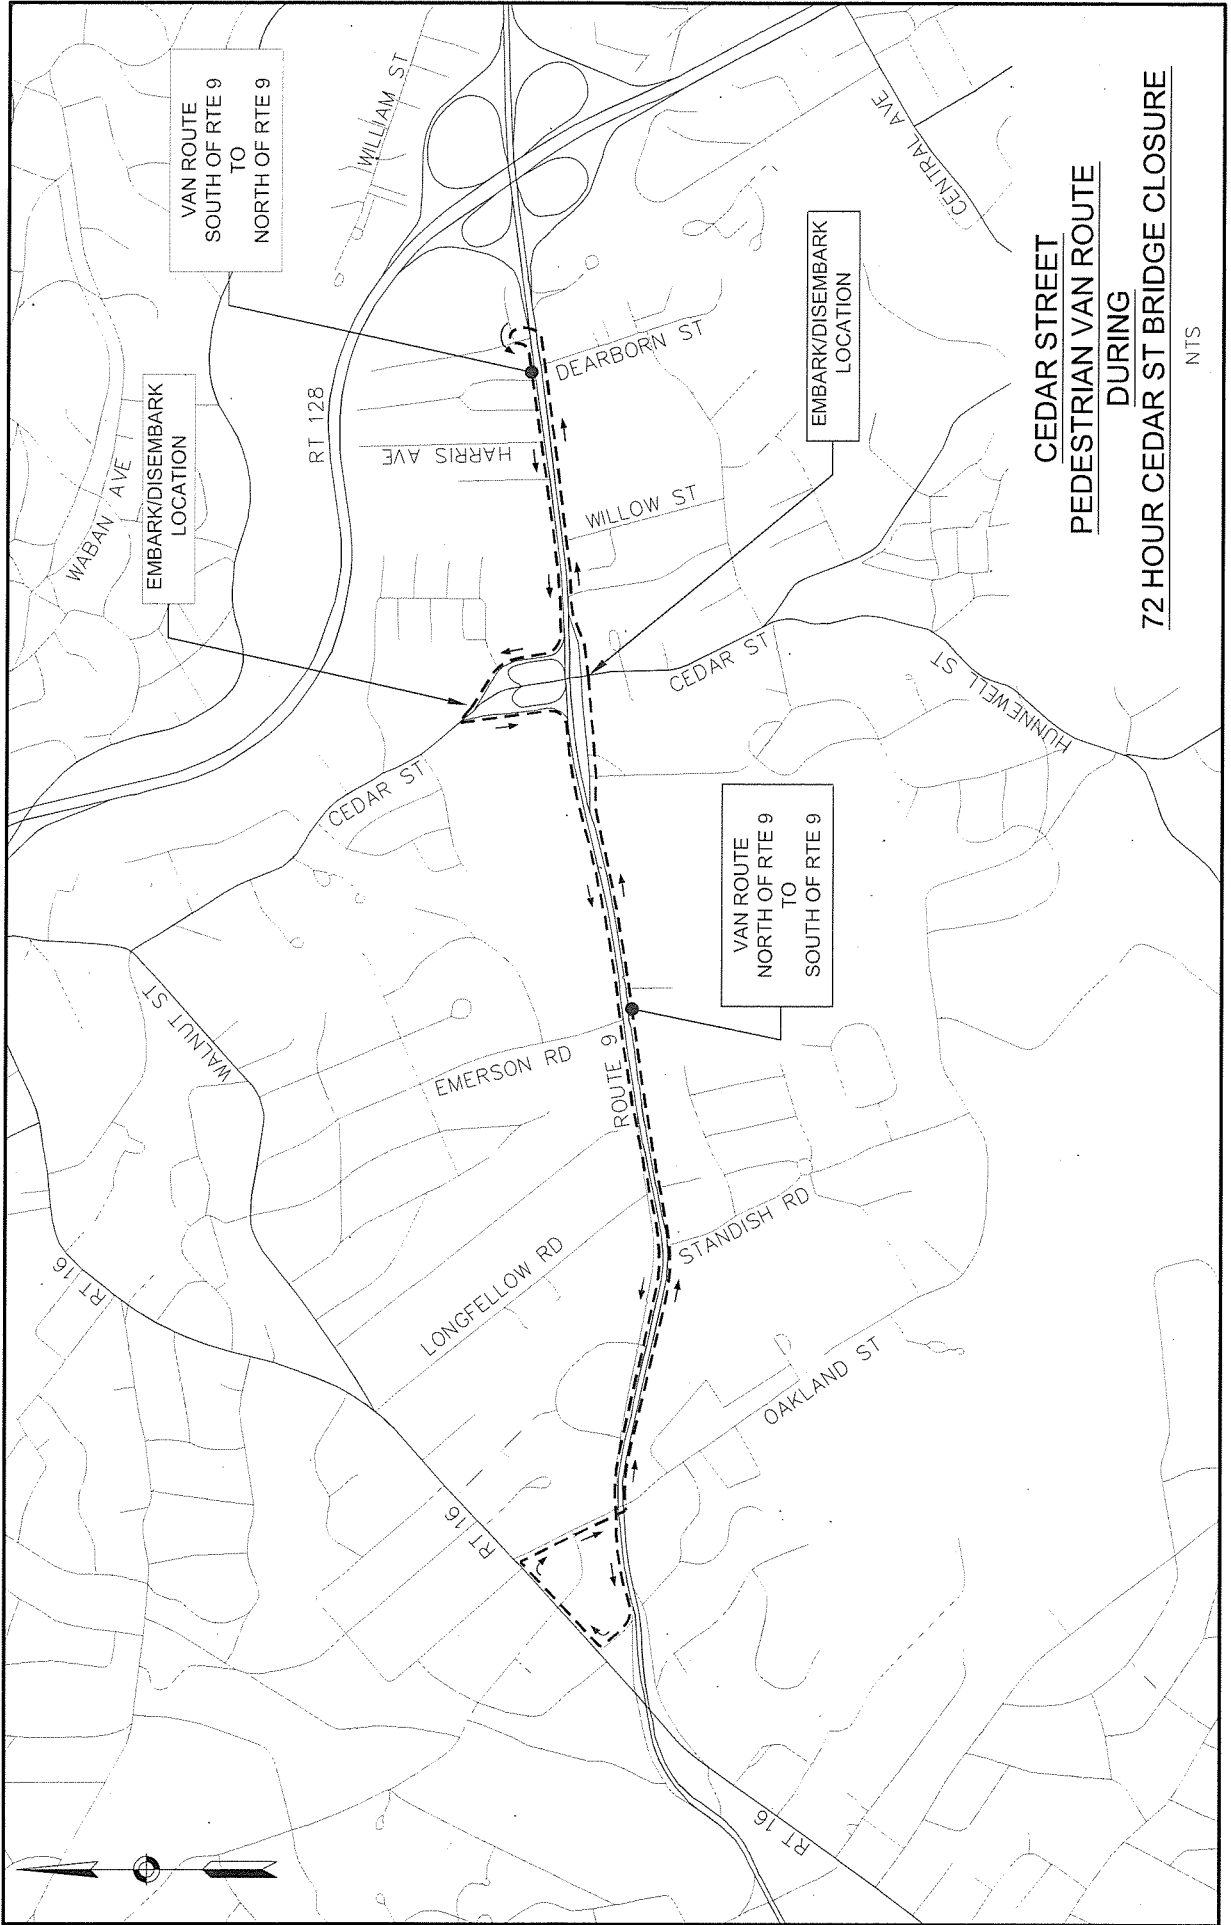 WABAN AVE
WILLIAM ST
VAN ROUTE
SOUTH OF RTE 9
TO
NORTH OF RTE 9
EMBARK/DISEMBARK
LOCATION
RT 128
HARRIS AVE
DEARBORN ST
WILLOW ST
CEDAR ST
CEDAR ST
WALNUT ST
RT 16
EMERSON RD
LONGFELLOW RD
ROUTE 9
RT 16
STANDISH RD
OAKLAND ST
RT 16
VAN ROUTE
NORTH OF RTE 9
TO
SOUTH OF RTE 9
EMBARK/DISEMBARK
LOCATION
HUNNEWELL
ST
CENTRAL AVE
CEDAR STREET
PEDESTRIAN VAN ROUTE
DURING
72 HOUR CEDAR ST BRIDGE CLOSURE
NTS